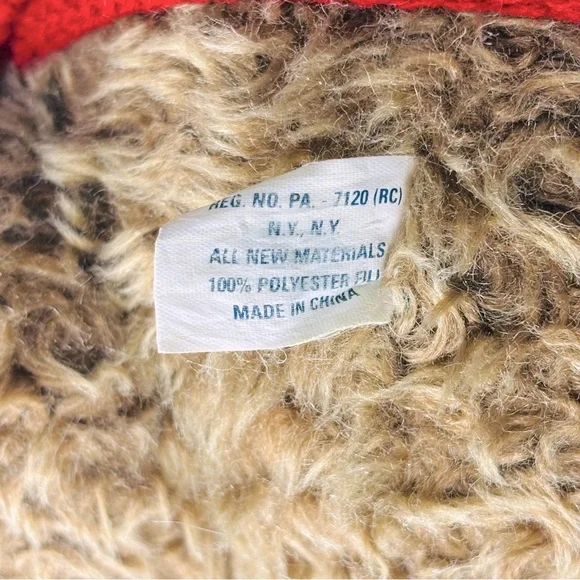 REG. NO. PA. - 7120 (RC)
N.Y., N.Y.
ALL NEW MATERIALS
100% POLYESTER FILL
MADE IN CHINA